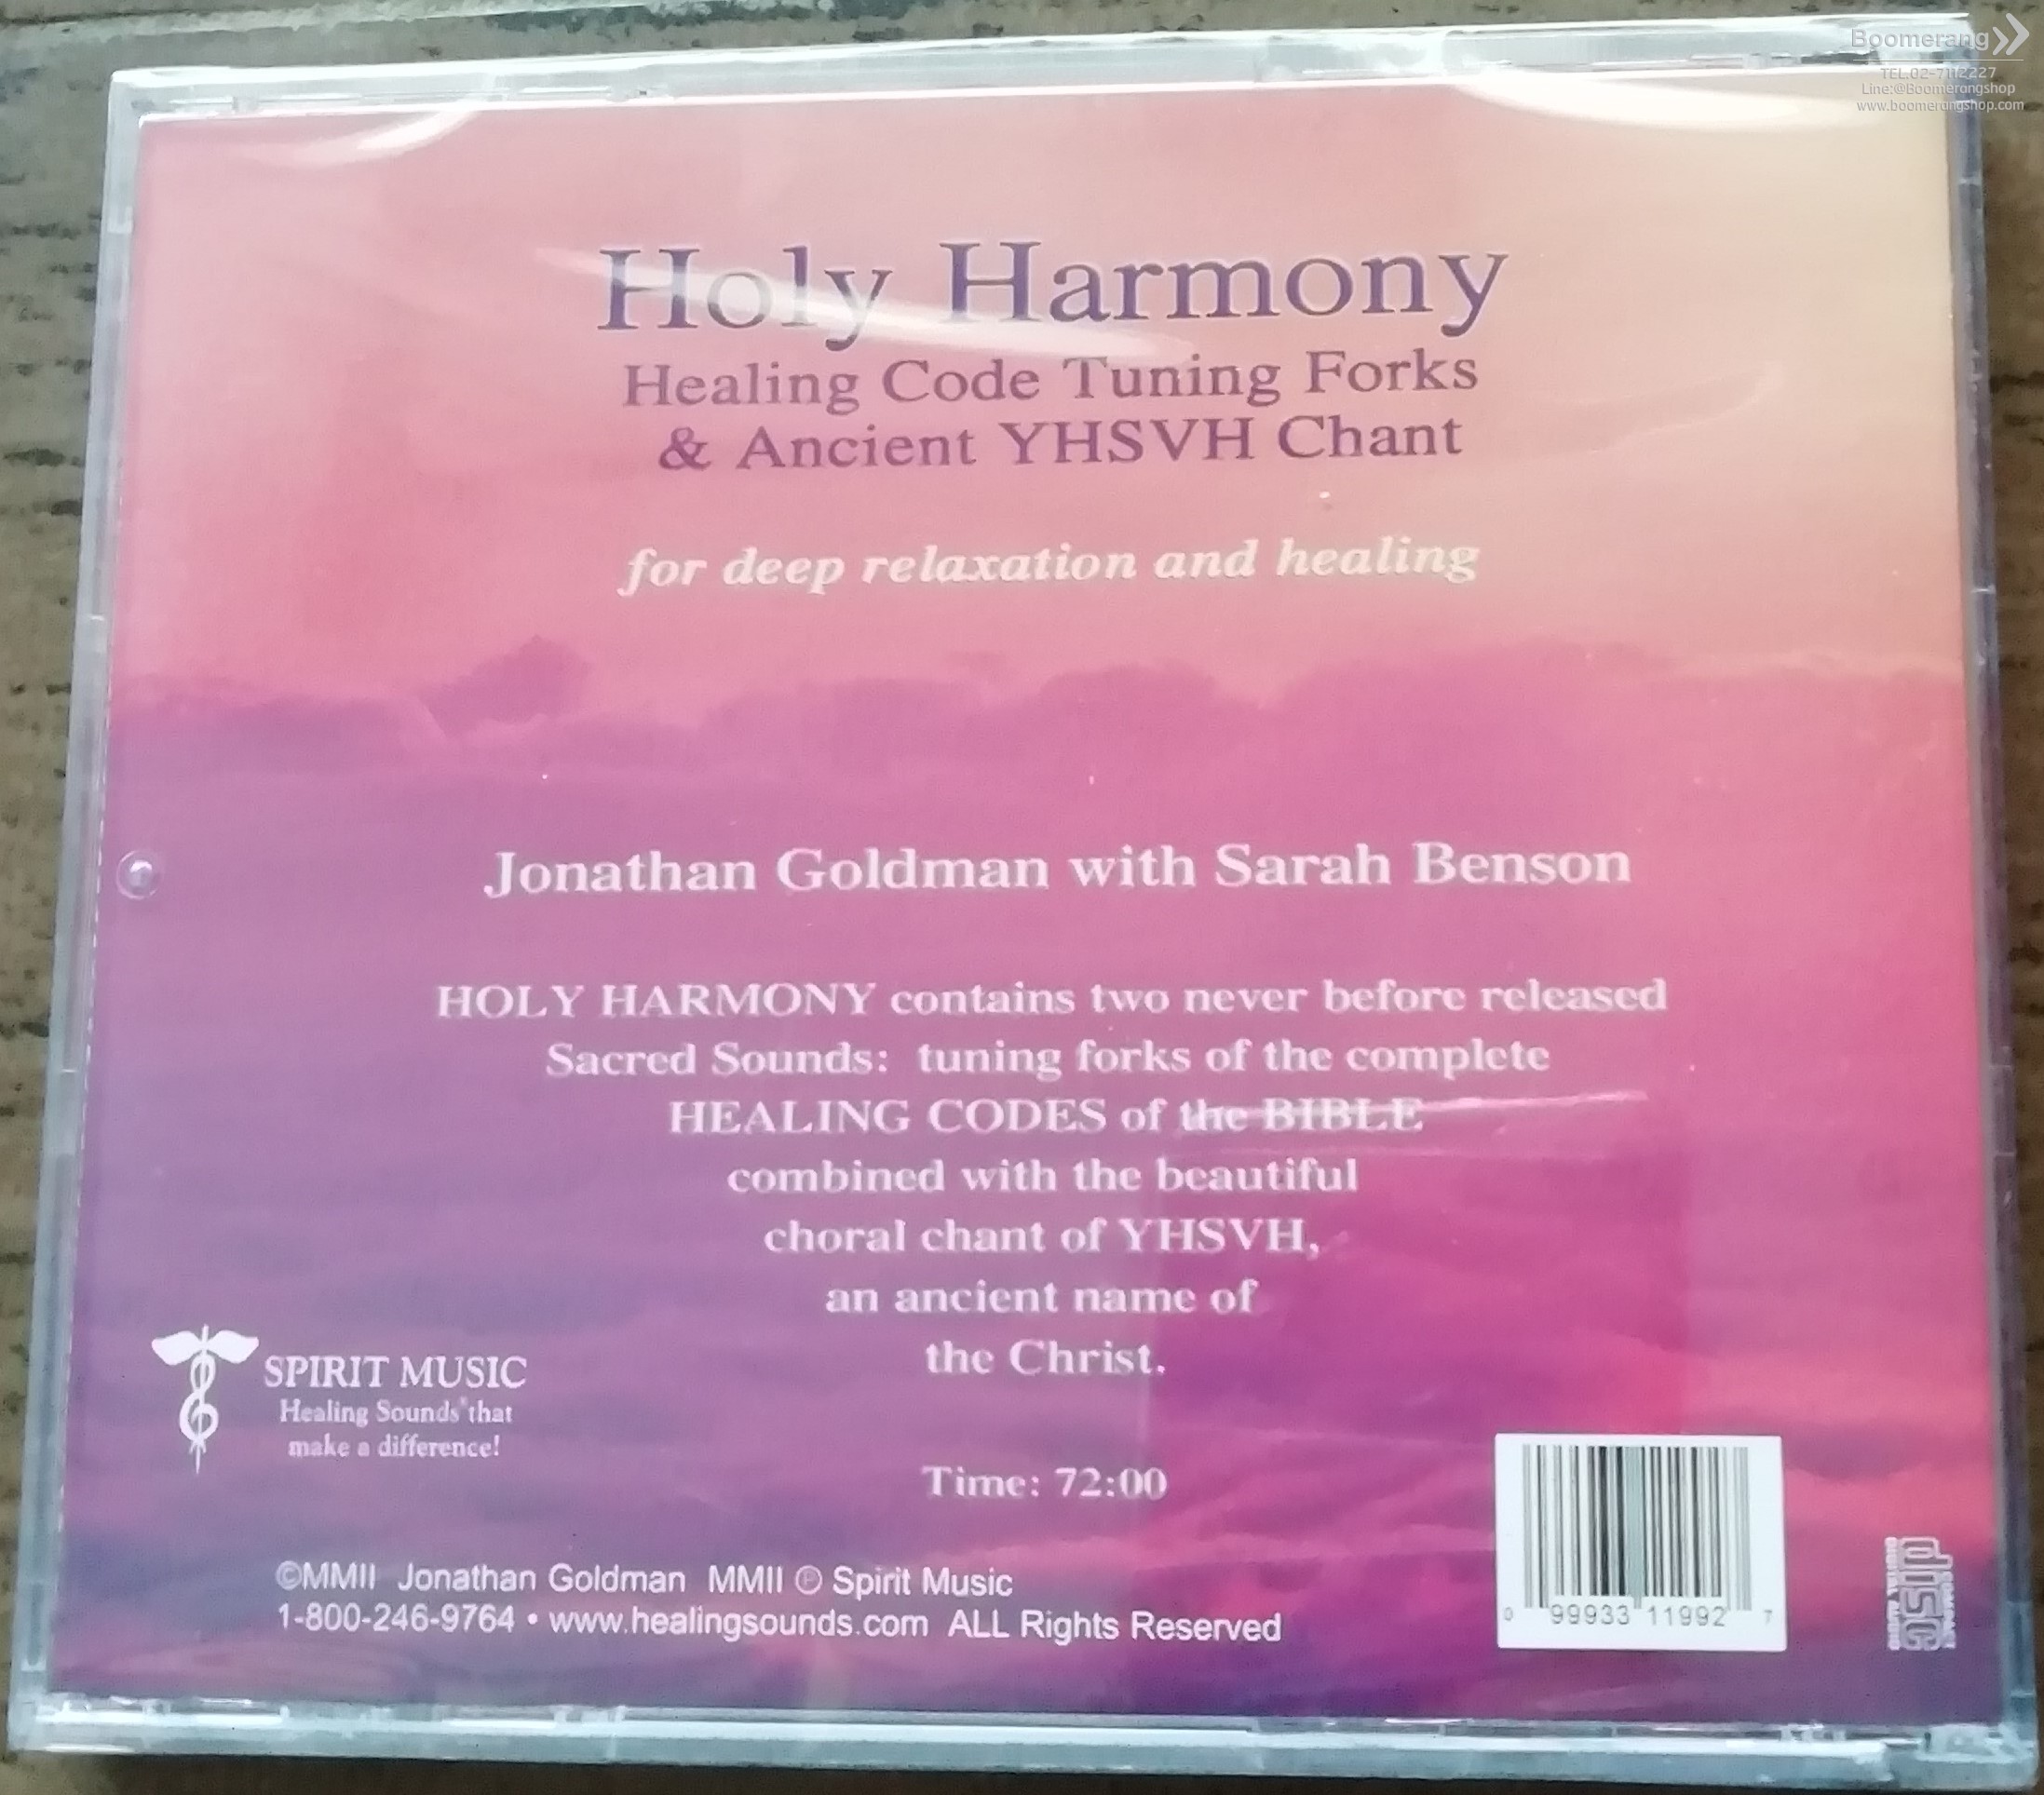 Boomerang
TEL.02-7112227
Line:@Boomerangshop
www.boomerangshop.com
Holy Harmony
Healing Code Tuning Forks
& Ancient YHSVH Chant
for deep relaxation and healing
Jonathan Goldman with Sarah Benson
HOLY HARMONY contains two never before released
Sacred Sounds: tuning forks of the complete
HEALING CODES of the BIBLE
combined with the beautiful
choral chant of YHSVH,
an ancient name of
the Christ.
SPIRIT MUSIC
Healing Sounds that
make a difference!
Time: 72:00
©MMII Jonathan Goldman MMII ℗ Spirit Music
1-800-246-9764 • www.healingsounds.com ALL Rights Reserved
0 99933 11992 7
COMPACT
disc
DIGITAL AUDIO